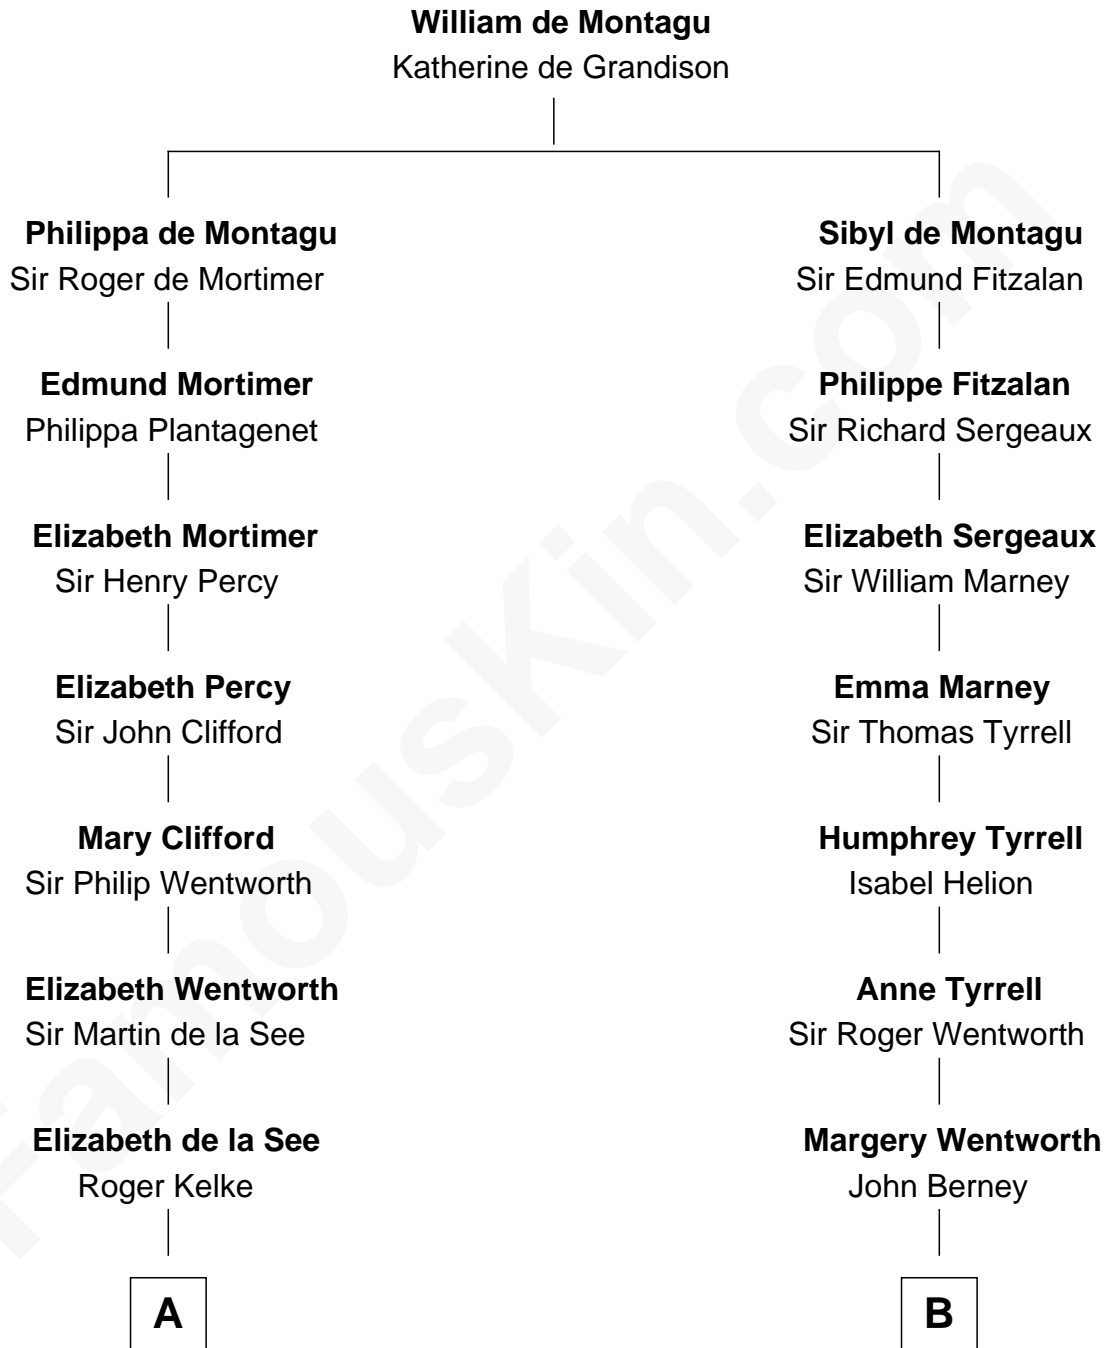 William de Montagu
Katherine de Grandison
Philippa de Montagu
Sir Roger de Mortimer
Sibyl de Montagu
Sir Edmund Fitzalan
Edmund Mortimer
Philippa Plantagenet
Philippe Fitzalan
Sir Richard Sergeaux
Elizabeth Mortimer
Sir Henry Percy
Elizabeth Sergeaux
Sir William Marney
Elizabeth Percy
Sir John Clifford
Emma Marney
Sir Thomas Tyrrell
Mary Clifford
Sir Philip Wentworth
Humphrey Tyrrell
Isabel Helion
Elizabeth Wentworth
Sir Martin de la See
Anne Tyrrell
Sir Roger Wentworth
Elizabeth de la See
Roger Kelke
Margery Wentworth
John Berney
A
B
FamousKin.com